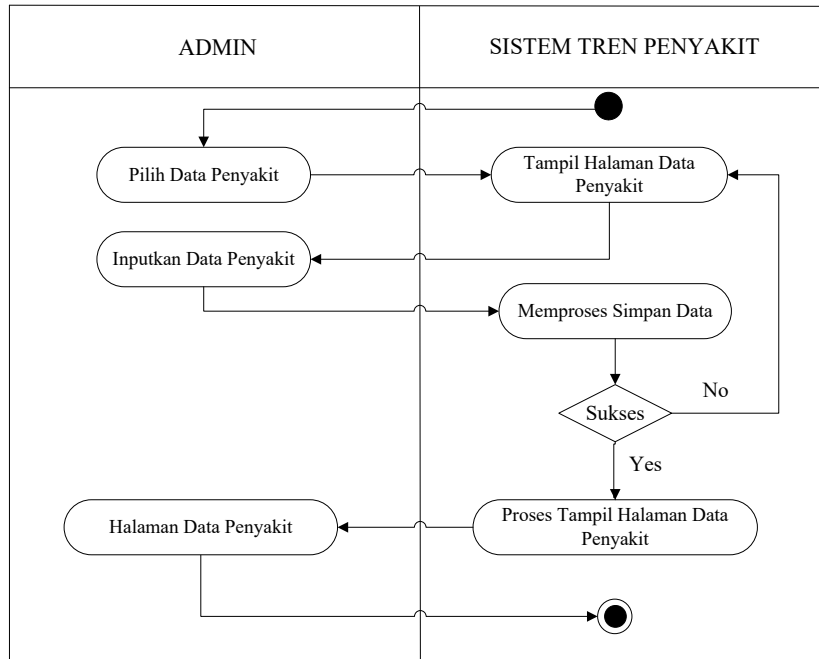 ADMIN
SISTEM TREN PENYAKIT
Pilih Data Penyakit
Tampil Halaman Data
Penyakit
Inputkan Data Penyakit
Memproses Simpan Data
Sukses
No
Yes
Halaman Data Penyakit
Proses Tampil Halaman Data
Penyakit